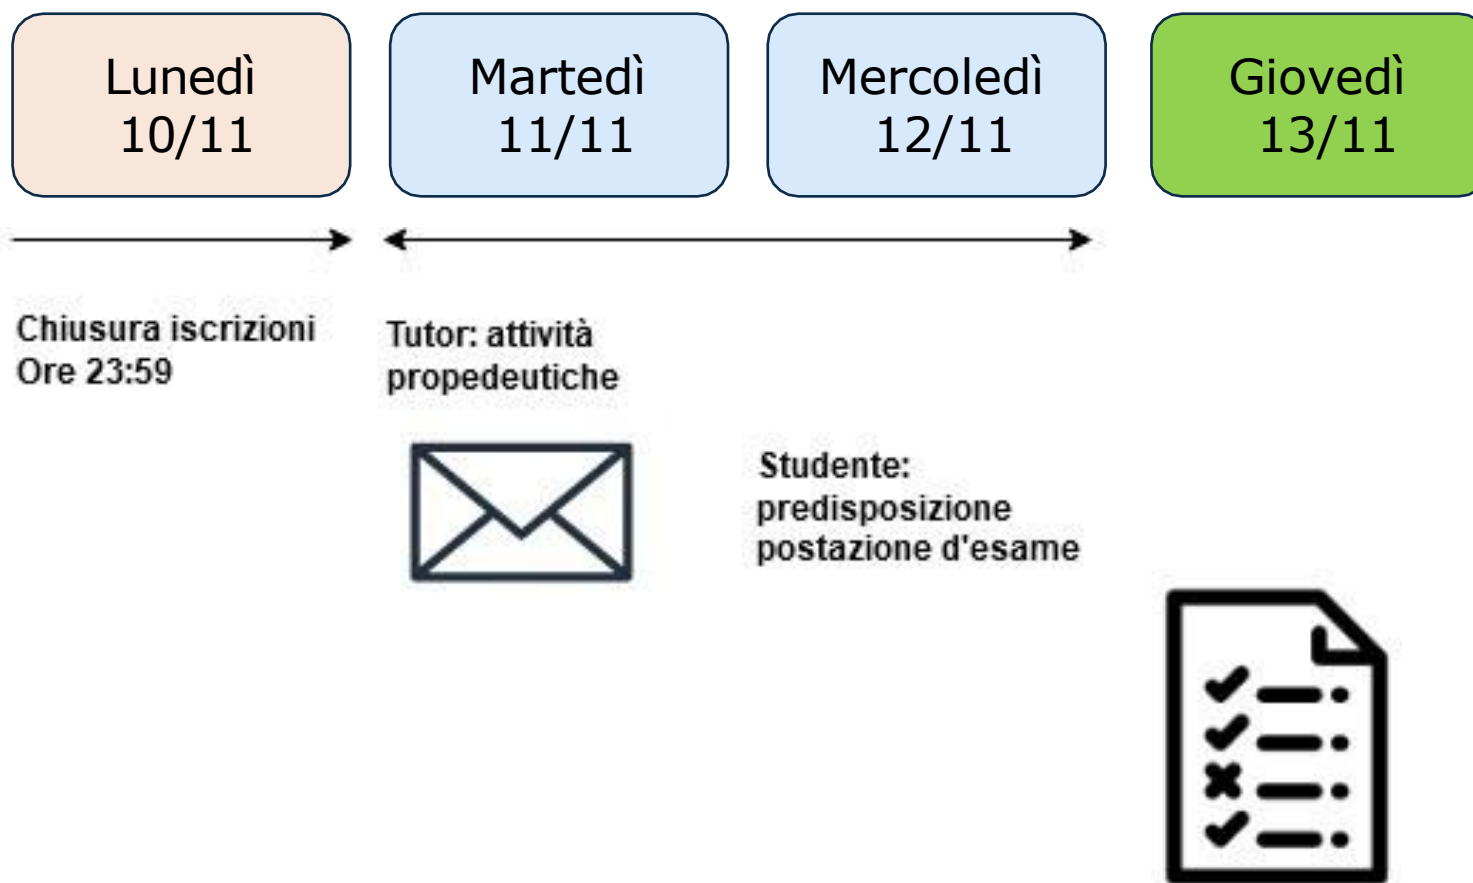 Lunedì
10/11
Martedì
11/11
Mercoledì
12/11
Giovedì
13/11
Chiusura iscrizioni
Ore 23:59
Tutor: attività
propedeutiche
Studente:
predisposizione
postazione d'esame